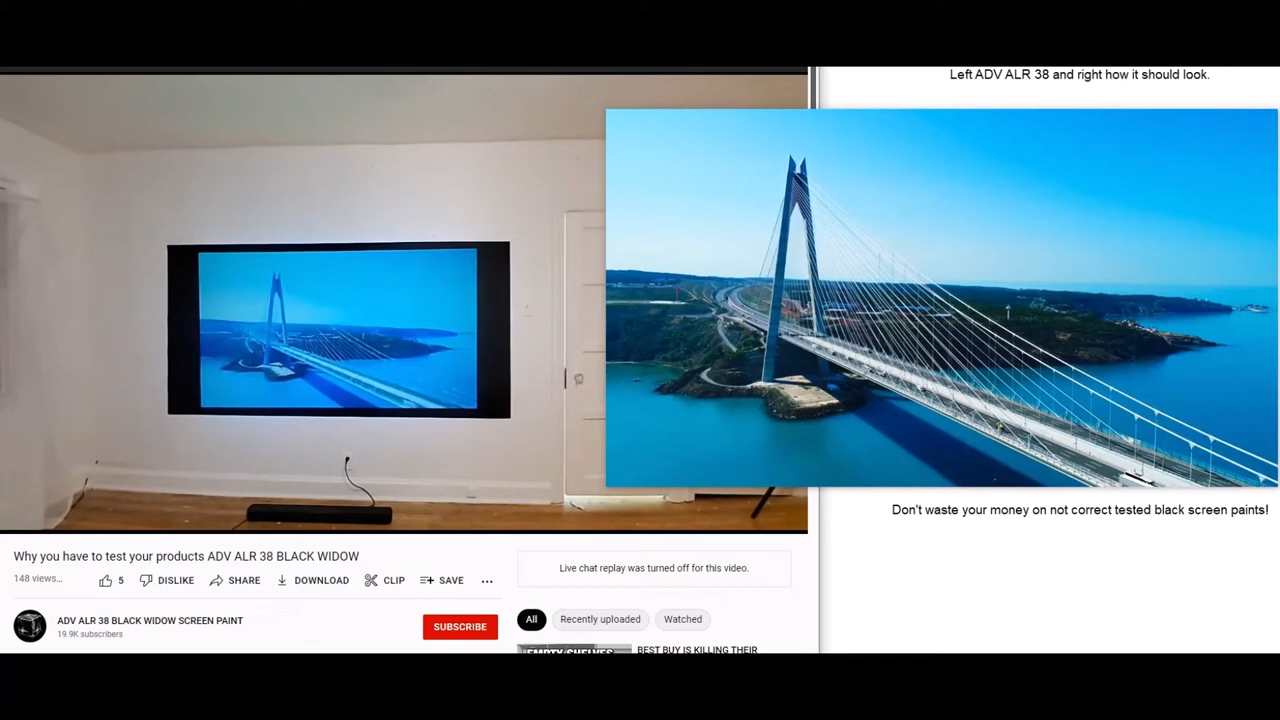 Left ADV ALR 38 and right how it should look.
Don't waste your money on not correct tested black screen paints!
Why you have to test your products ADV ALR 38 BLACK WIDOW
148 views...
5
DISLIKE
SHARE
DOWNLOAD
CLIP
SAVE
...
ADV ALR 38 BLACK WIDOW SCREEN PAINT
19.9K subscribers
SUBSCRIBE
Live chat replay was turned off for this video.
All
Recently uploaded
Watched
EMPTY SHELVES
BEST BUY IS KILLING THEIR